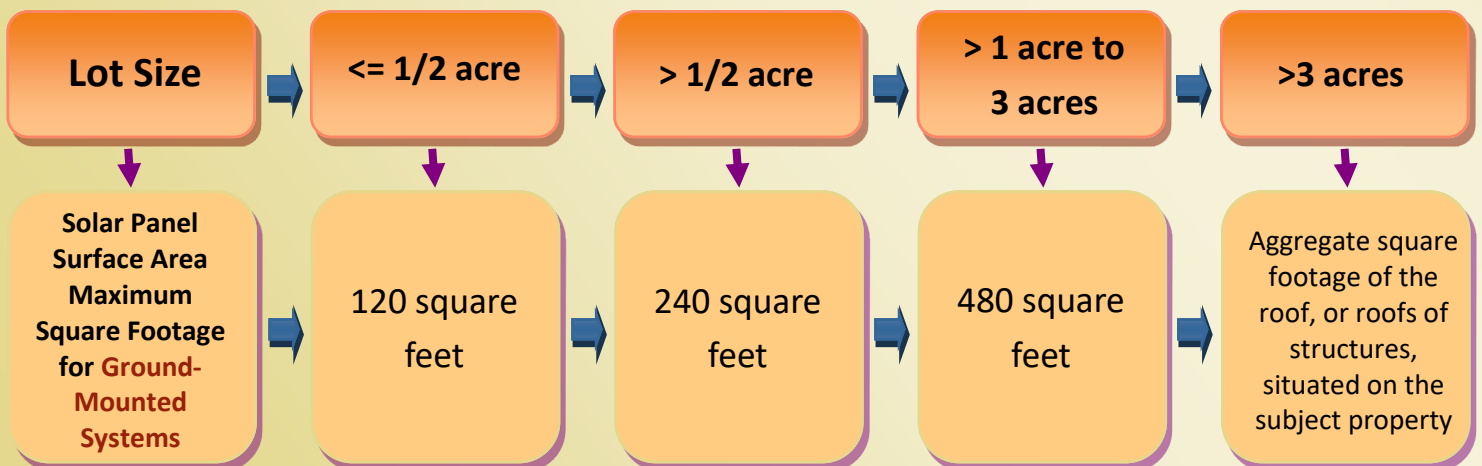 Lot Size
<= 1/2 acre
> 1/2 acre
> 1 acre to
3 acres
>3 acres
Solar Panel
Surface Area
Maximum
Square Footage
for Ground-
Mounted
Systems
120 square
feet
240 square
feet
480 square
feet
Aggregate square
footage of the
roof, or roofs of
structures,
situated on the
subject property